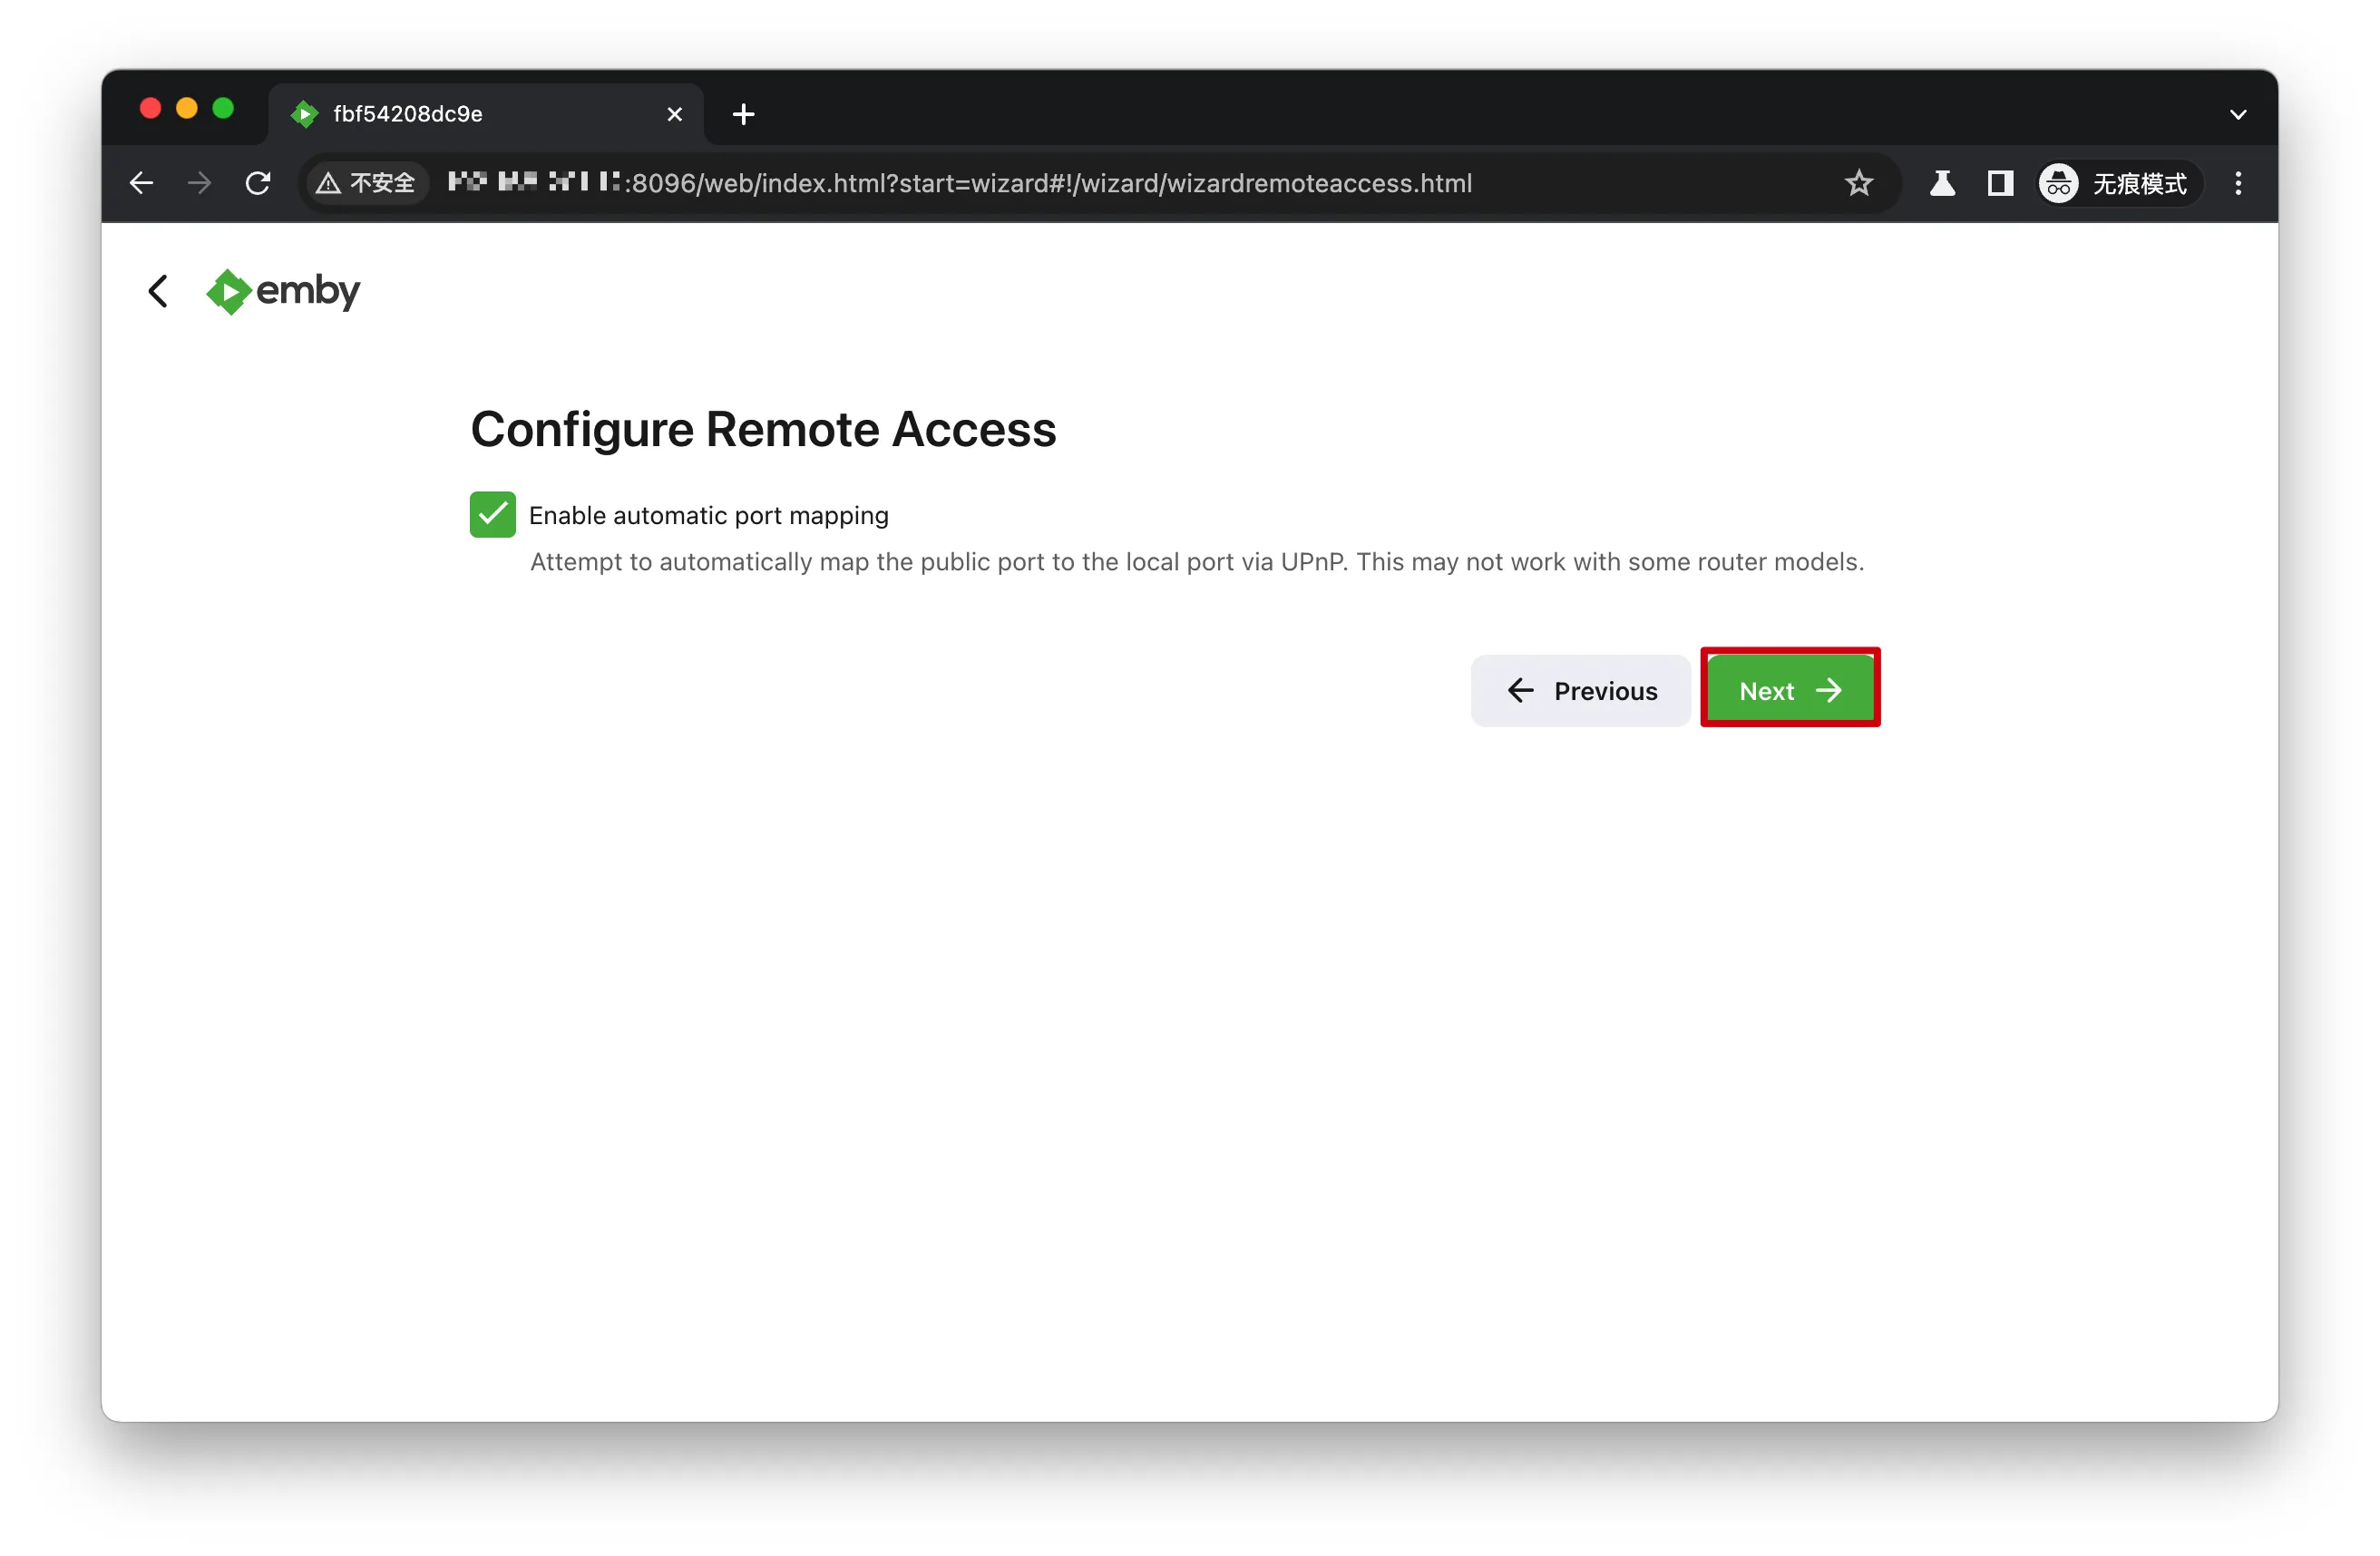 fbf54208dc9e
不安全 :8096/web/index.html?start=wizard#!/wizard/wizardremoteaccess.html 无痕模式
emby
Configure Remote Access
Enable automatic port mapping
Attempt to automatically map the public port to the local port via UPnP. This may not work with some router models.
Previous Next